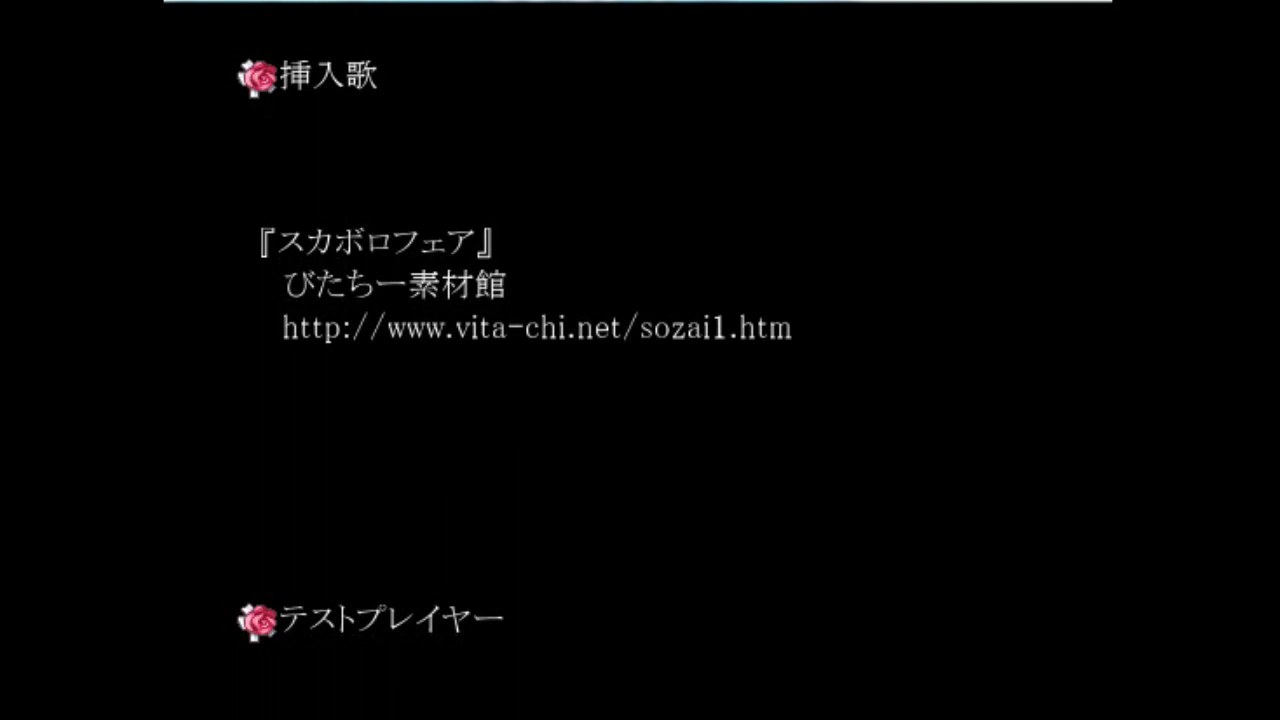 挿入歌
『スカボロフェア』
びたちー素材館
http://www.vita-chi.net/sozai1.htm
テストプレイヤー